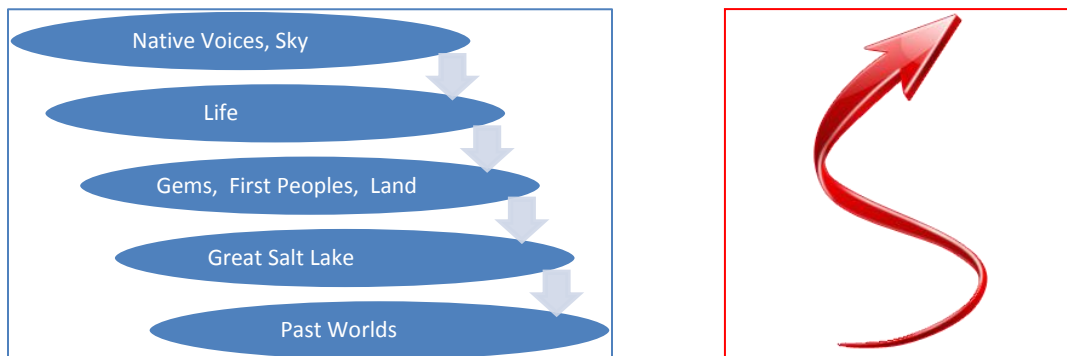 Native Voices, Sky
Life
Gems,  First Peoples,  Land
Great Salt Lake
Past Worlds